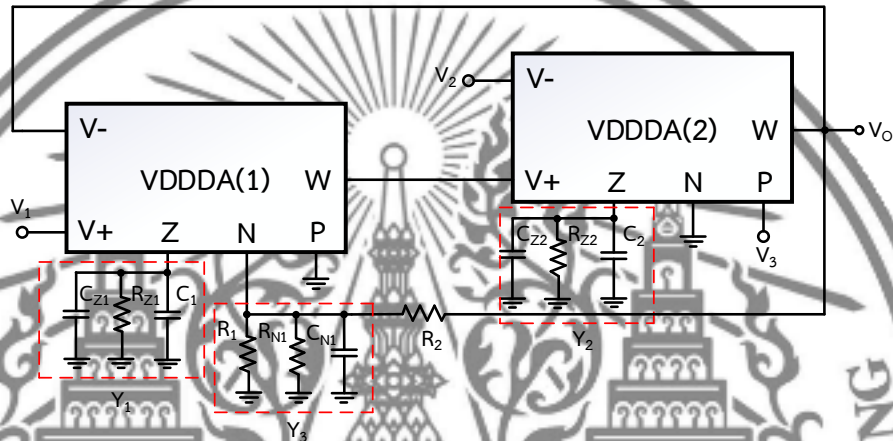 V2
V-
VDDDA(2)
W
VO
V-
VDDDA(1)
W
V+
Z
N
P
V1
V+
Z
N
P
V3
CZ2
RZ2
C2
CZ1
RZ1
C1
R1
RN1
CN1
R2
Y2
Y1
Y3
NG